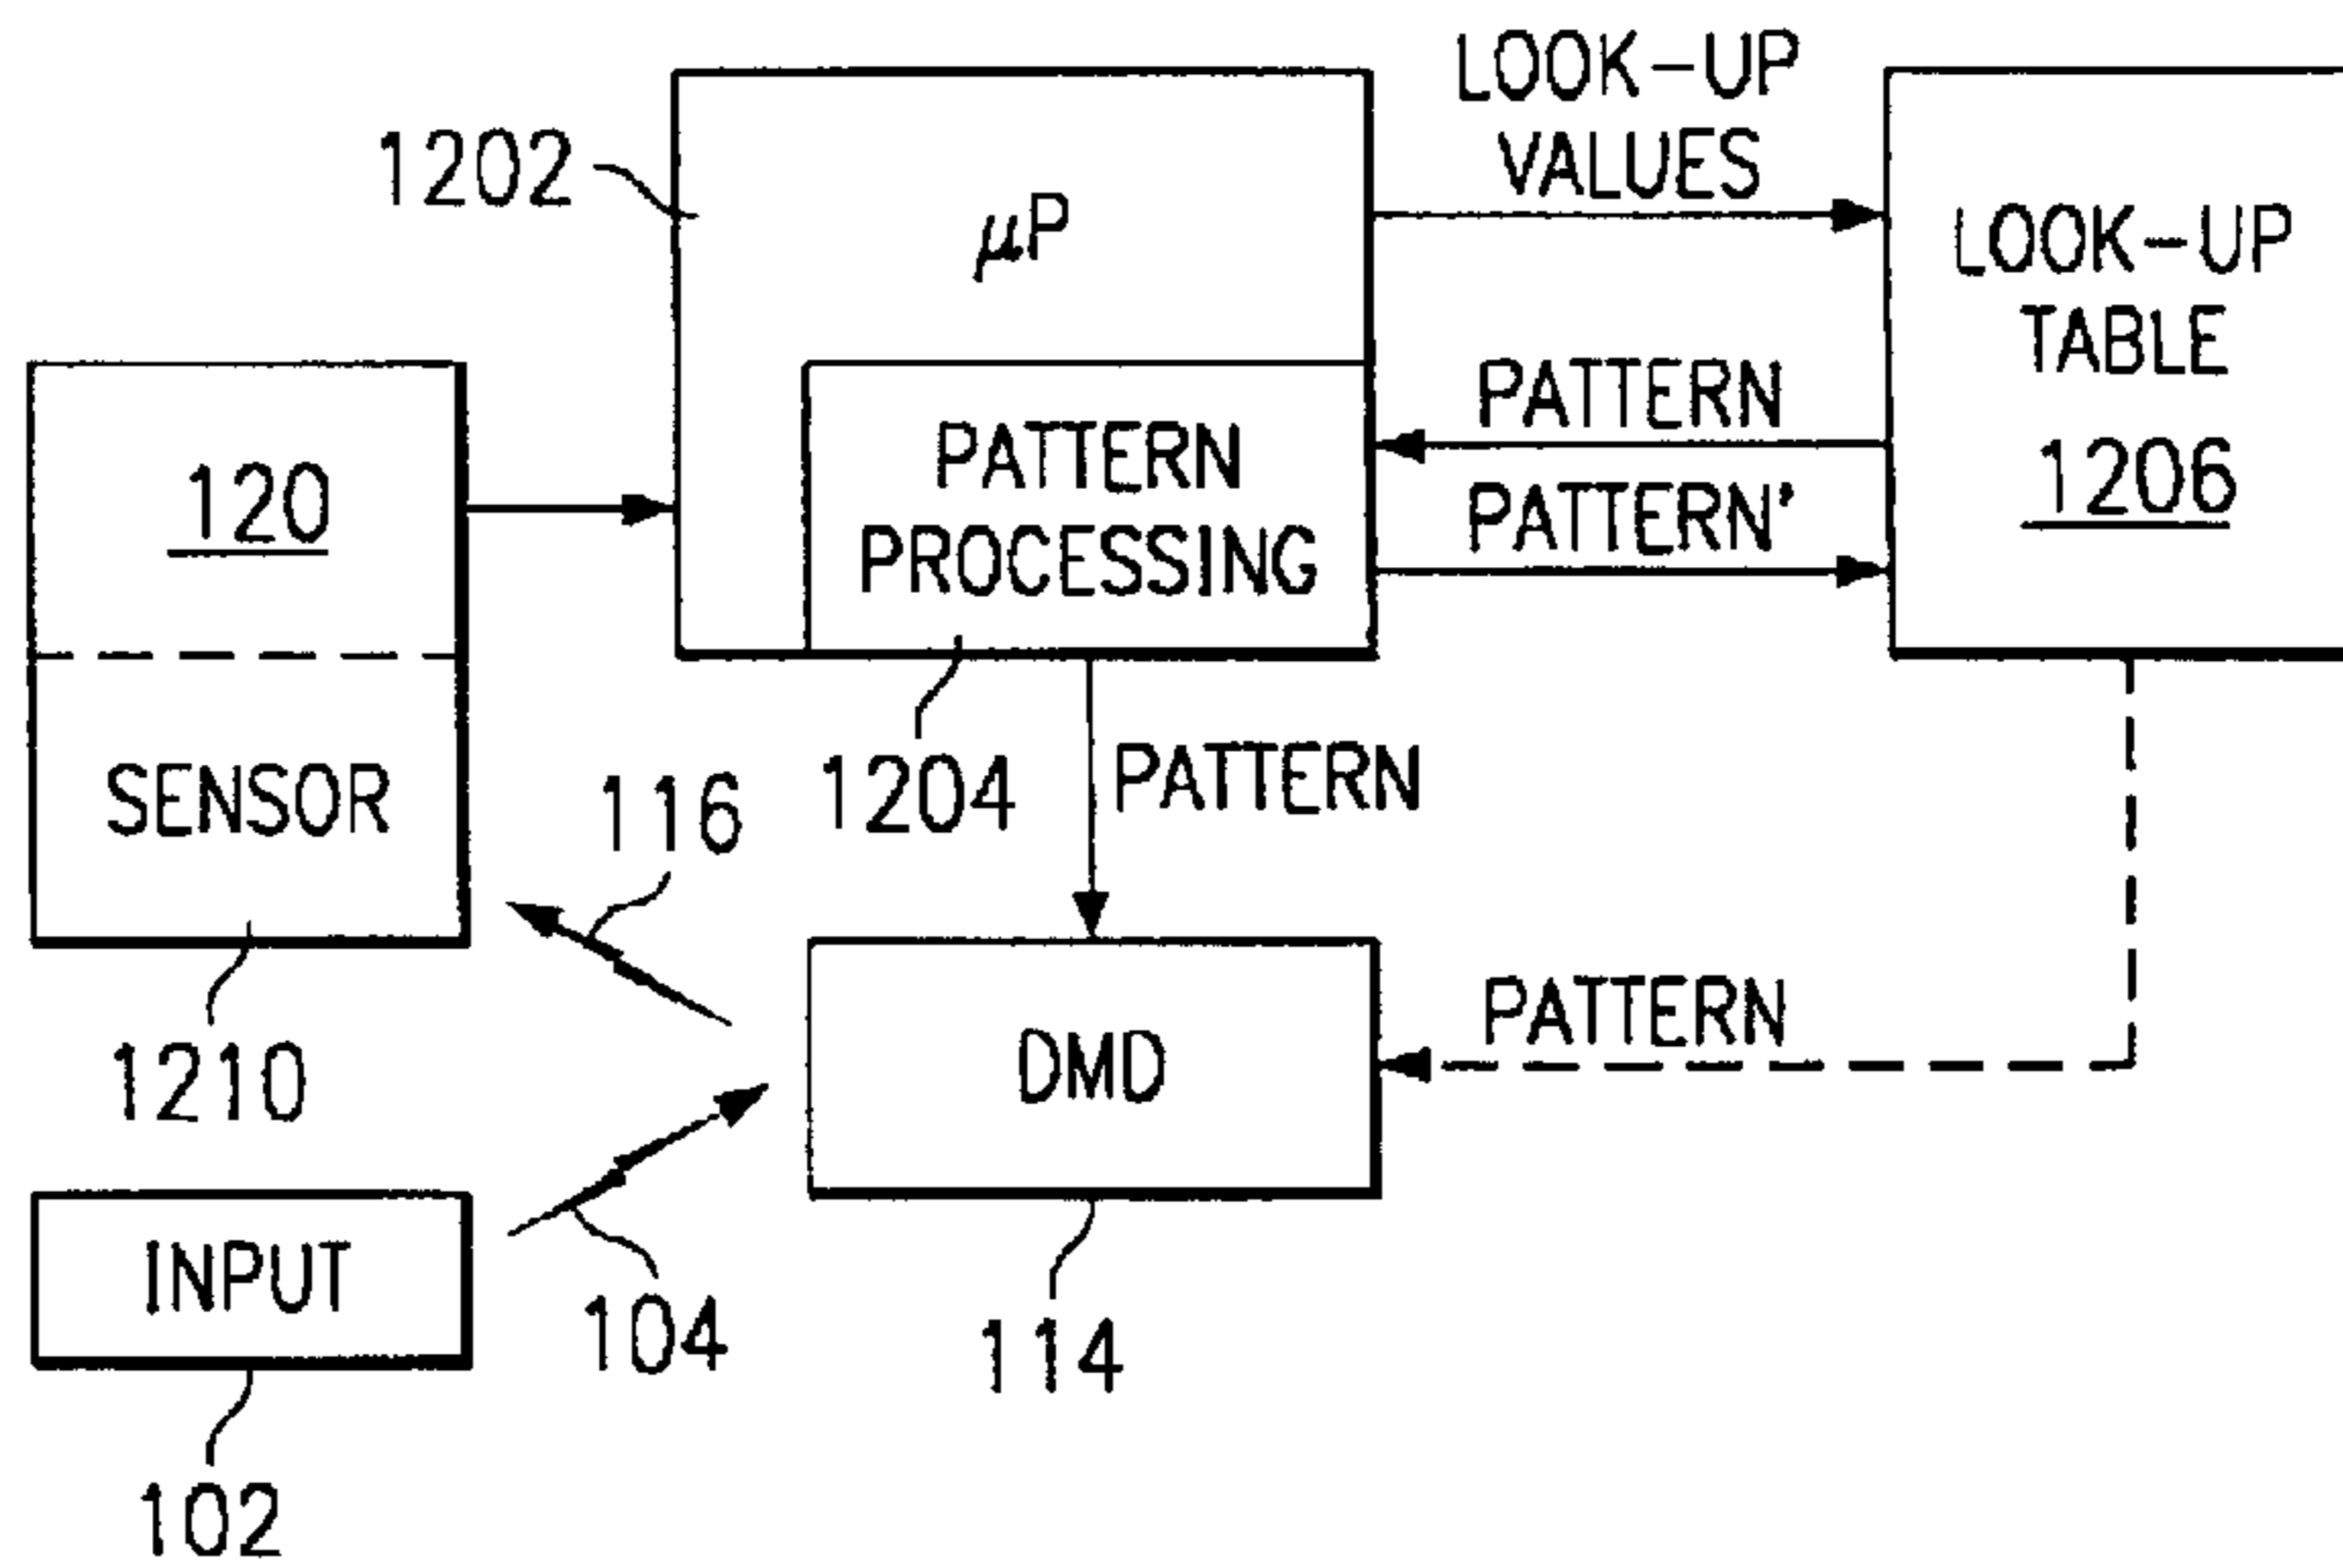 LOOK-UP
VALUES
1202
μP
LOOK-UP
TABLE
1206
PATTERN
PATTERN'
PATTERN
PROCESSING
120
SENSOR
1204
PATTERN
116
1210
DMD
PATTERN
INPUT
104
114
102